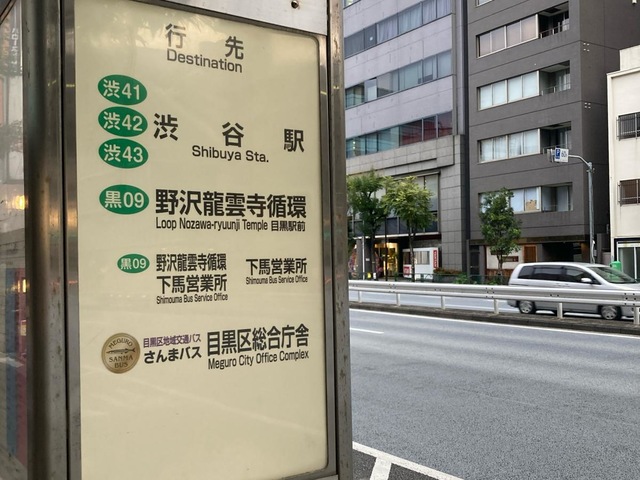 行先
Destination
渋41
渋42
渋43
渋谷駅
Shibuya Sta.
黒09
野沢龍雲寺循環
Loop Nozawa-ryuunji Temple 目黒駅前
黒09
野沢龍雲寺循環
下馬営業所
Shimouma Bus Service Office
下馬営業所
Shimouma Bus Service Office
MEGURO
SANMA
BUS
目黒区地域交通バス
さんまバス
目黒区総合庁舎
Meguro City Office Complex